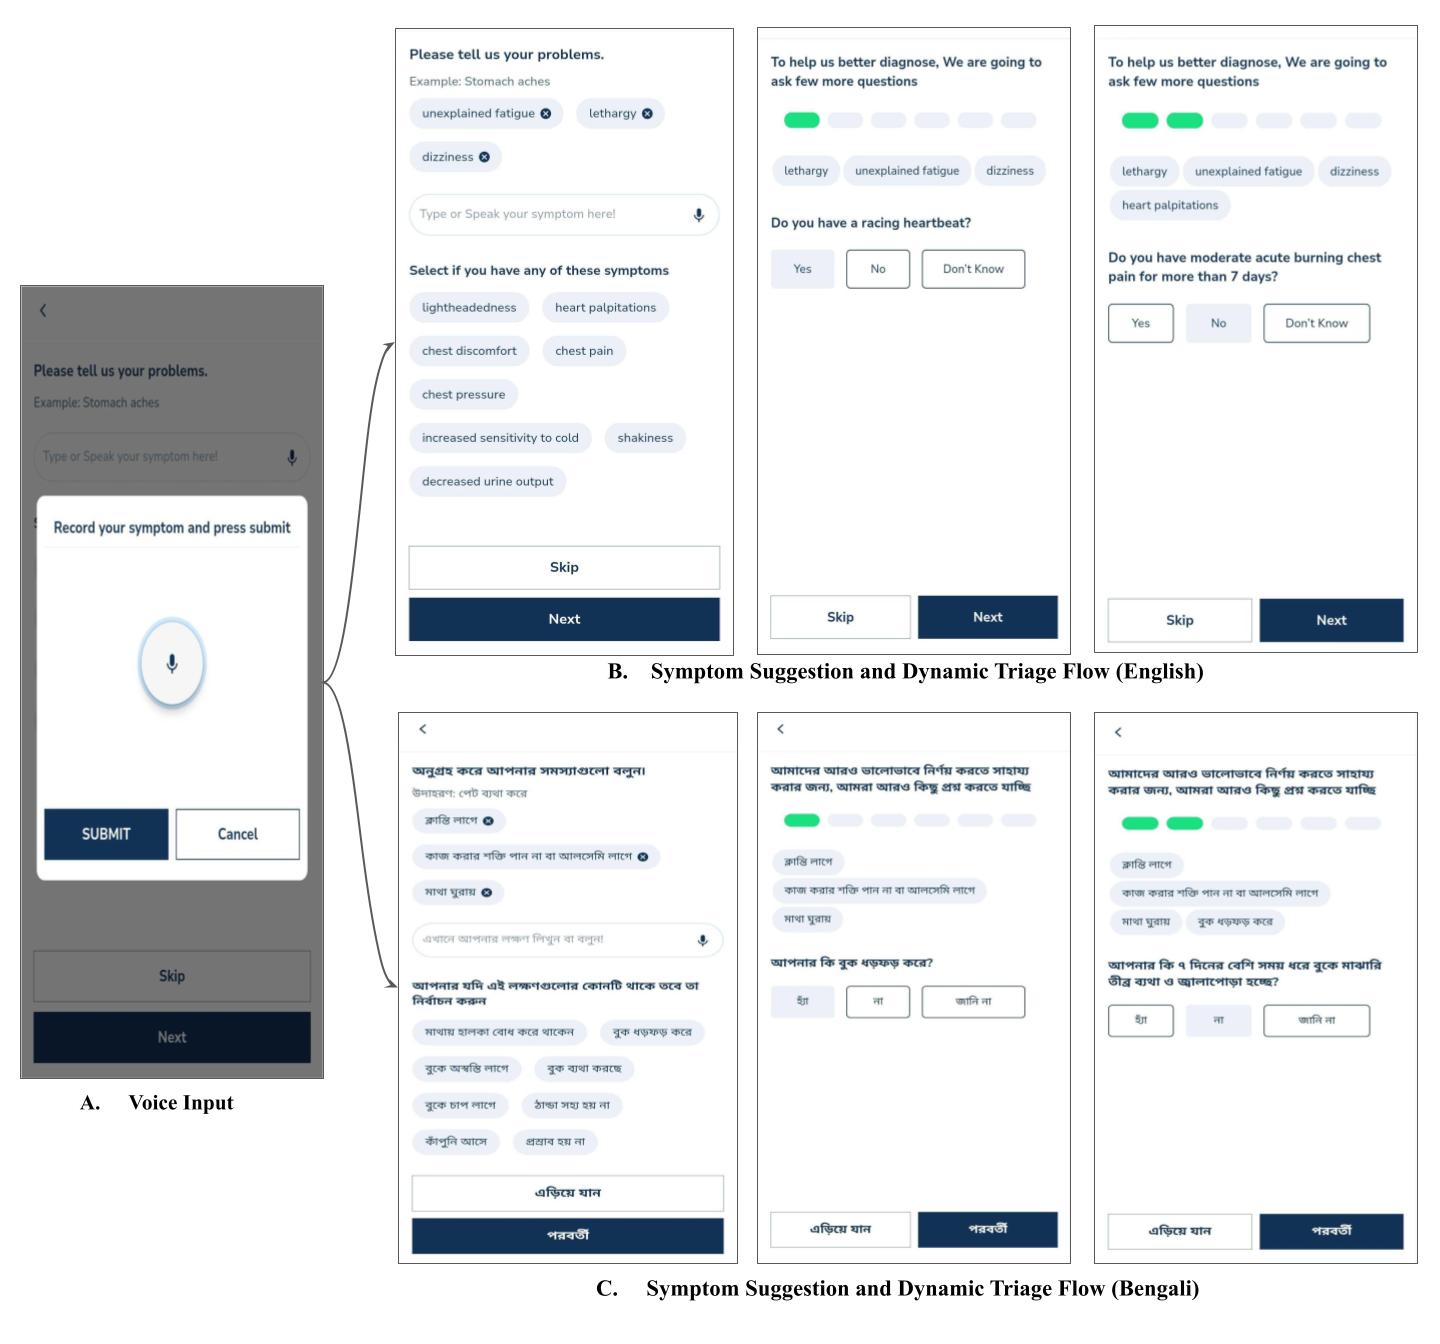 Please tell us your problems.
Example: Stomach aches
Type or Speak your symptom here!
Record your symptom and press submit
SUBMIT
Cancel
Skip
Next
A. Voice Input
Please tell us your problems.
Example: Stomach aches
unexplained fatigue
lethargy
dizziness
Type or Speak your symptom here!
Select if you have any of these symptoms
lightheadedness
heart palpitations
chest discomfort
chest pain
chest pressure
increased sensitivity to cold
shakiness
decreased urine output
Skip
Next
To help us better diagnose, We are going to
ask few more questions
lethargy
unexplained fatigue
dizziness
Do you have a racing heartbeat?
Yes
No
Don't Know
Skip
Next
To help us better diagnose, We are going to
ask few more questions
lethargy
unexplained fatigue
dizziness
heart palpitations
Do you have moderate acute burning chest
pain for more than 7 days?
Yes
No
Don't Know
Skip
Next
B. Symptom Suggestion and Dynamic Triage Flow (English)
অনুগ্রহ করে আপনার সমস্যাগুলো বলুন।
উদাহরণ: পেট ব্যথা করে
ক্লান্তি লাগে
কাজ করার শক্তি পান না বা আলসেমি লাগে
মাথা ঘুরায়
এখানে আপনার লক্ষণ লিখুন বা বলুন!
আপনার যদি এই লক্ষণগুলোর কোনটি থাকে তবে তা
নির্বাচন করুন
মাথায় হালকা বোধ করে থাকেন
বুক ধড়ফড় করে
বুকে অস্বস্তি লাগে
বুক ব্যথা করছে
বুকে চাপ লাগে
ঠান্ডা সহ্য হয় না
কাঁপুনি আসে
প্রস্রাব হয় না
এড়িয়ে যান
পরবর্তী
আমাদের আরও ভালোভাবে নির্ণয় করতে সাহায্য
করার জন্য, আমরা আরও কিছু প্রশ্ন করতে যাচ্ছি
ক্লান্তি লাগে
কাজ করার শক্তি পান না বা আলসেমি লাগে
মাথা ঘুরায়
আপনার কি বুক ধড়ফড় করে?
হ্যাঁ
না
জানি না
এড়িয়ে যান
পরবর্তী
আমাদের আরও ভালোভাবে নির্ণয় করতে সাহায্য
করার জন্য, আমরা আরও কিছু প্রশ্ন করতে যাচ্ছি
ক্লান্তি লাগে
কাজ করার শক্তি পান না বা আলসেমি লাগে
মাথা ঘুরায়
বুক ধড়ফড় করে
আপনার কি ৭ দিনের বেশি সময় ধরে বুকে মাঝারি
তীব্র ব্যথা ও জ্বালাপোড়া হচ্ছে?
হ্যাঁ
না
জানি না
এড়িয়ে যান
পরবর্তী
C. Symptom Suggestion and Dynamic Triage Flow (Bengali)